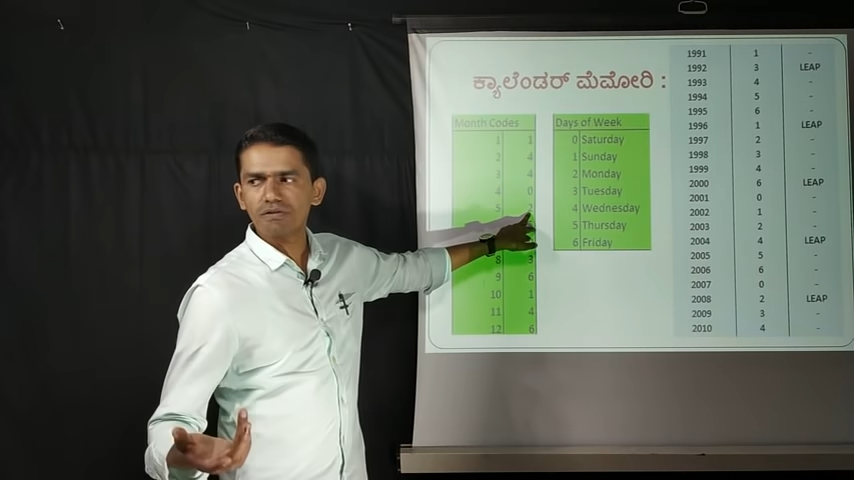 ಕ್ಯಾಲೆಂಡರ್ ಮೆಮೋರಿ :
Month Codes
1 1
2 4
3 4
4 0
5 2
8 3
9 6
10 1
11 4
12 6
Days of Week
0 Saturday
1 Sunday
2 Monday
3 Tuesday
4 Wednesday
5 Thursday
6 Friday
1991 1 -
1992 3 LEAP
1993 4 -
1994 5 -
1995 6 -
1996 1 LEAP
1997 2 -
1998 3 -
1999 4 -
2000 6 LEAP
2001 0 -
2002 1 -
2003 2 -
2004 4 LEAP
2005 5 -
2006 6 -
2007 0 -
2008 2 LEAP
2009 3 -
2010 4 -